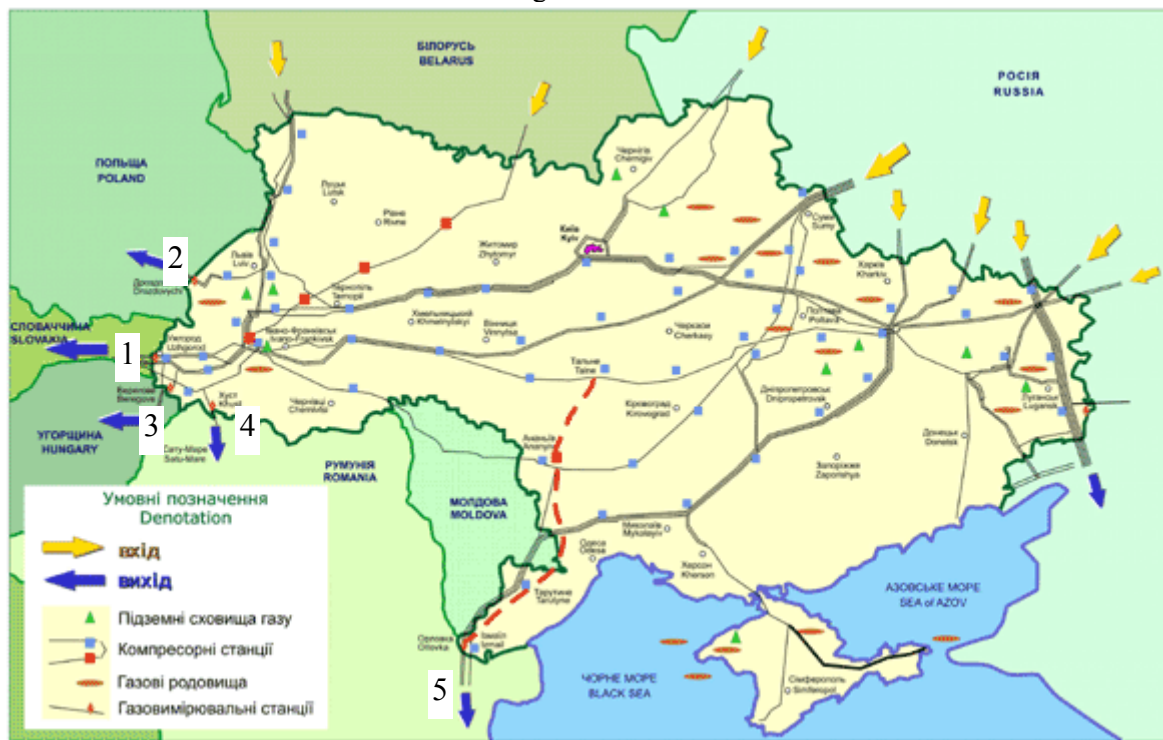 БІЛОРУСЬ
BELARUS
РОСІЯ
RUSSIA
ПОЛЬЩА
POLAND
Чернігів
Chernigiv
Луцьк
Lutsk
Рівне
Rivne
Київ
Kyiv
Суми
Sumy
Житомир
Zhytomyr
2
Львів
Lviv
Drozdovychi
Харків
Kharkiv
Тернопіль
Ternopil
СЛОВАЧЧИНА
SLOVAKIA
1
Ужгород
Uzhgorod
Івано-Франківськ
Ivano-Frankivsk
Хмельницький
Khmelnytskyi
Вінниця
Vinnytsa
Черкаси
Cherkasy
Полтава
Poltava
Берегове
Beregove
Хуст
Khust
Чернівці
Chernivtsi
Тальне
Talne
Кіровоград
Kirovograd
Дніпропетровськ
Dnipropetrovsk
Луганськ
Lugansk
3
4
УГОРЩИНА
HUNGARY
Сату-Маре
Satu-Mare
РУМУНІЯ
ROMANIA
Ананьїв
Ananyiv
Донецьк
Donetsk
Запоріжжя
Zaporishya
МОЛДОВА
MOLDOVA
Миколаїв
Mykolayiv
Одеса
Odesa
Херсон
Kherson
АЗОВСЬКЕ МОРЕ
SEA of AZOV
Тарутине
Tarutyne
Орловка
Orlovka
Ізмаїл
Izmail
5
ЧОРНЕ МОРЕ
BLACK SEA
Сімферополь
Simferopol
Умовні позначення
Denotation
вхід
вихід
Підземні сховища газу
Компресорні станції
Газові родовища
Газовимірювальні станції